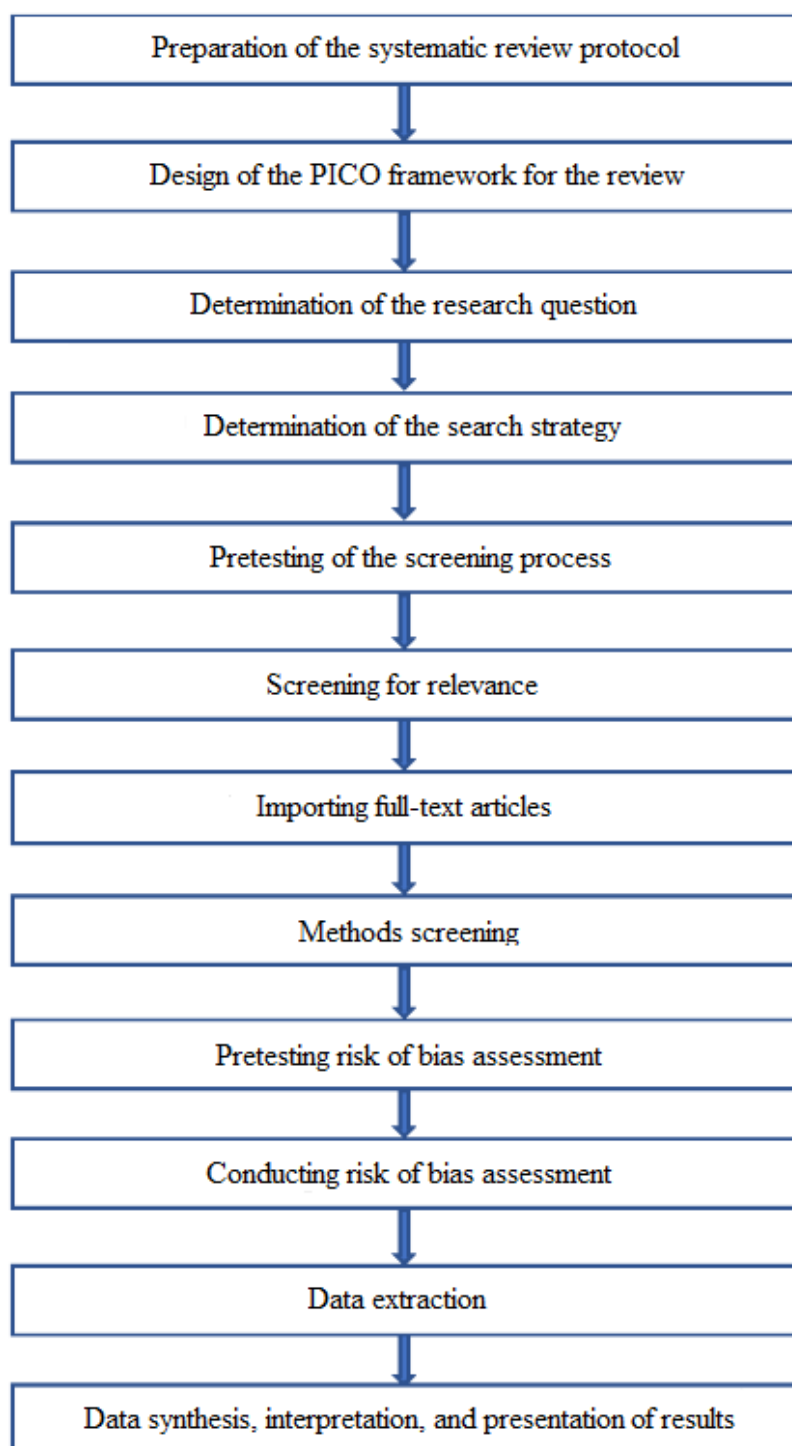 Preparation of the systematic review protocol
Design of the PICO framework for the review
Determination of the research question
Determination of the search strategy
Pretesting of the screening process
Screening for relevance
Importing full-text articles
Methods screening
Pretesting risk of bias assessment
Conducting risk of bias assessment
Data extraction
Data synthesis, interpretation, and presentation of results